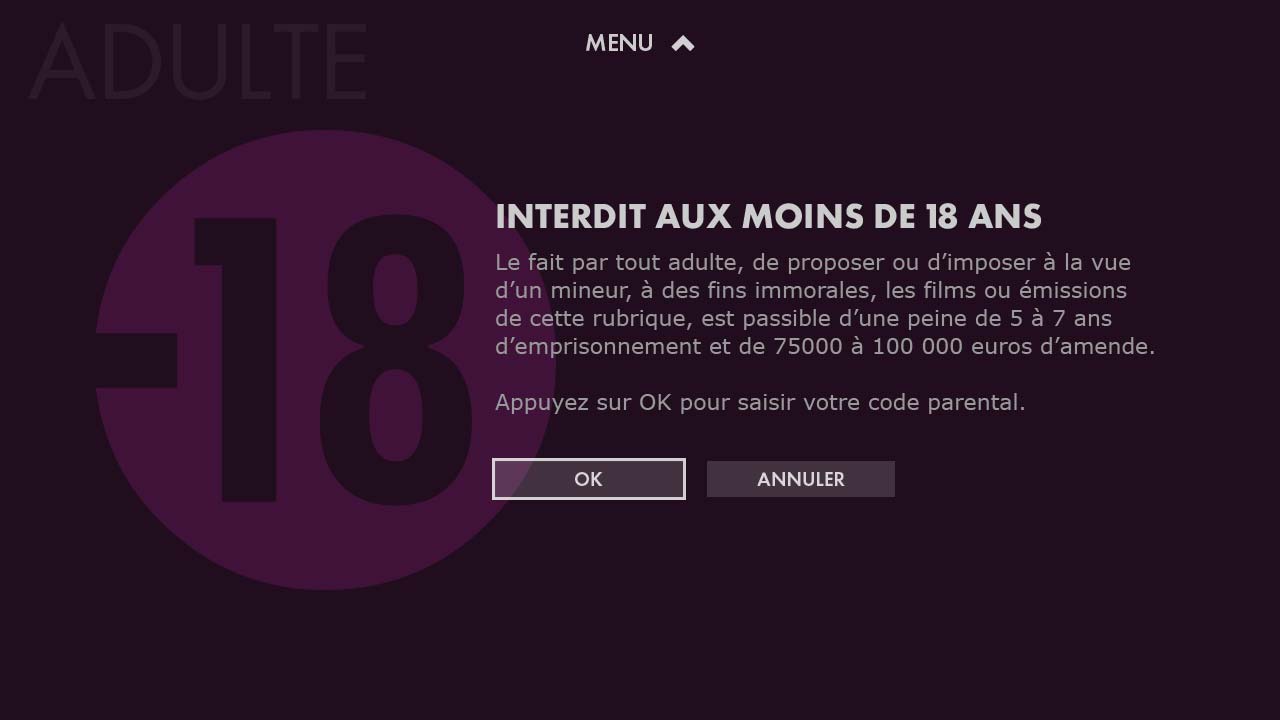 ADULTE
MENU
-18
INTERDIT AUX MOINS DE 18 ANS
Le fait par tout adulte, de proposer ou d’imposer à la vue
d’un mineur, à des fins immorales, les films ou émissions
de cette rubrique, est passible d’une peine de 5 à 7 ans
d’emprisonnement et de 75000 à 100 000 euros d’amende.
Appuyez sur OK pour saisir votre code parental.
OK
ANNULER